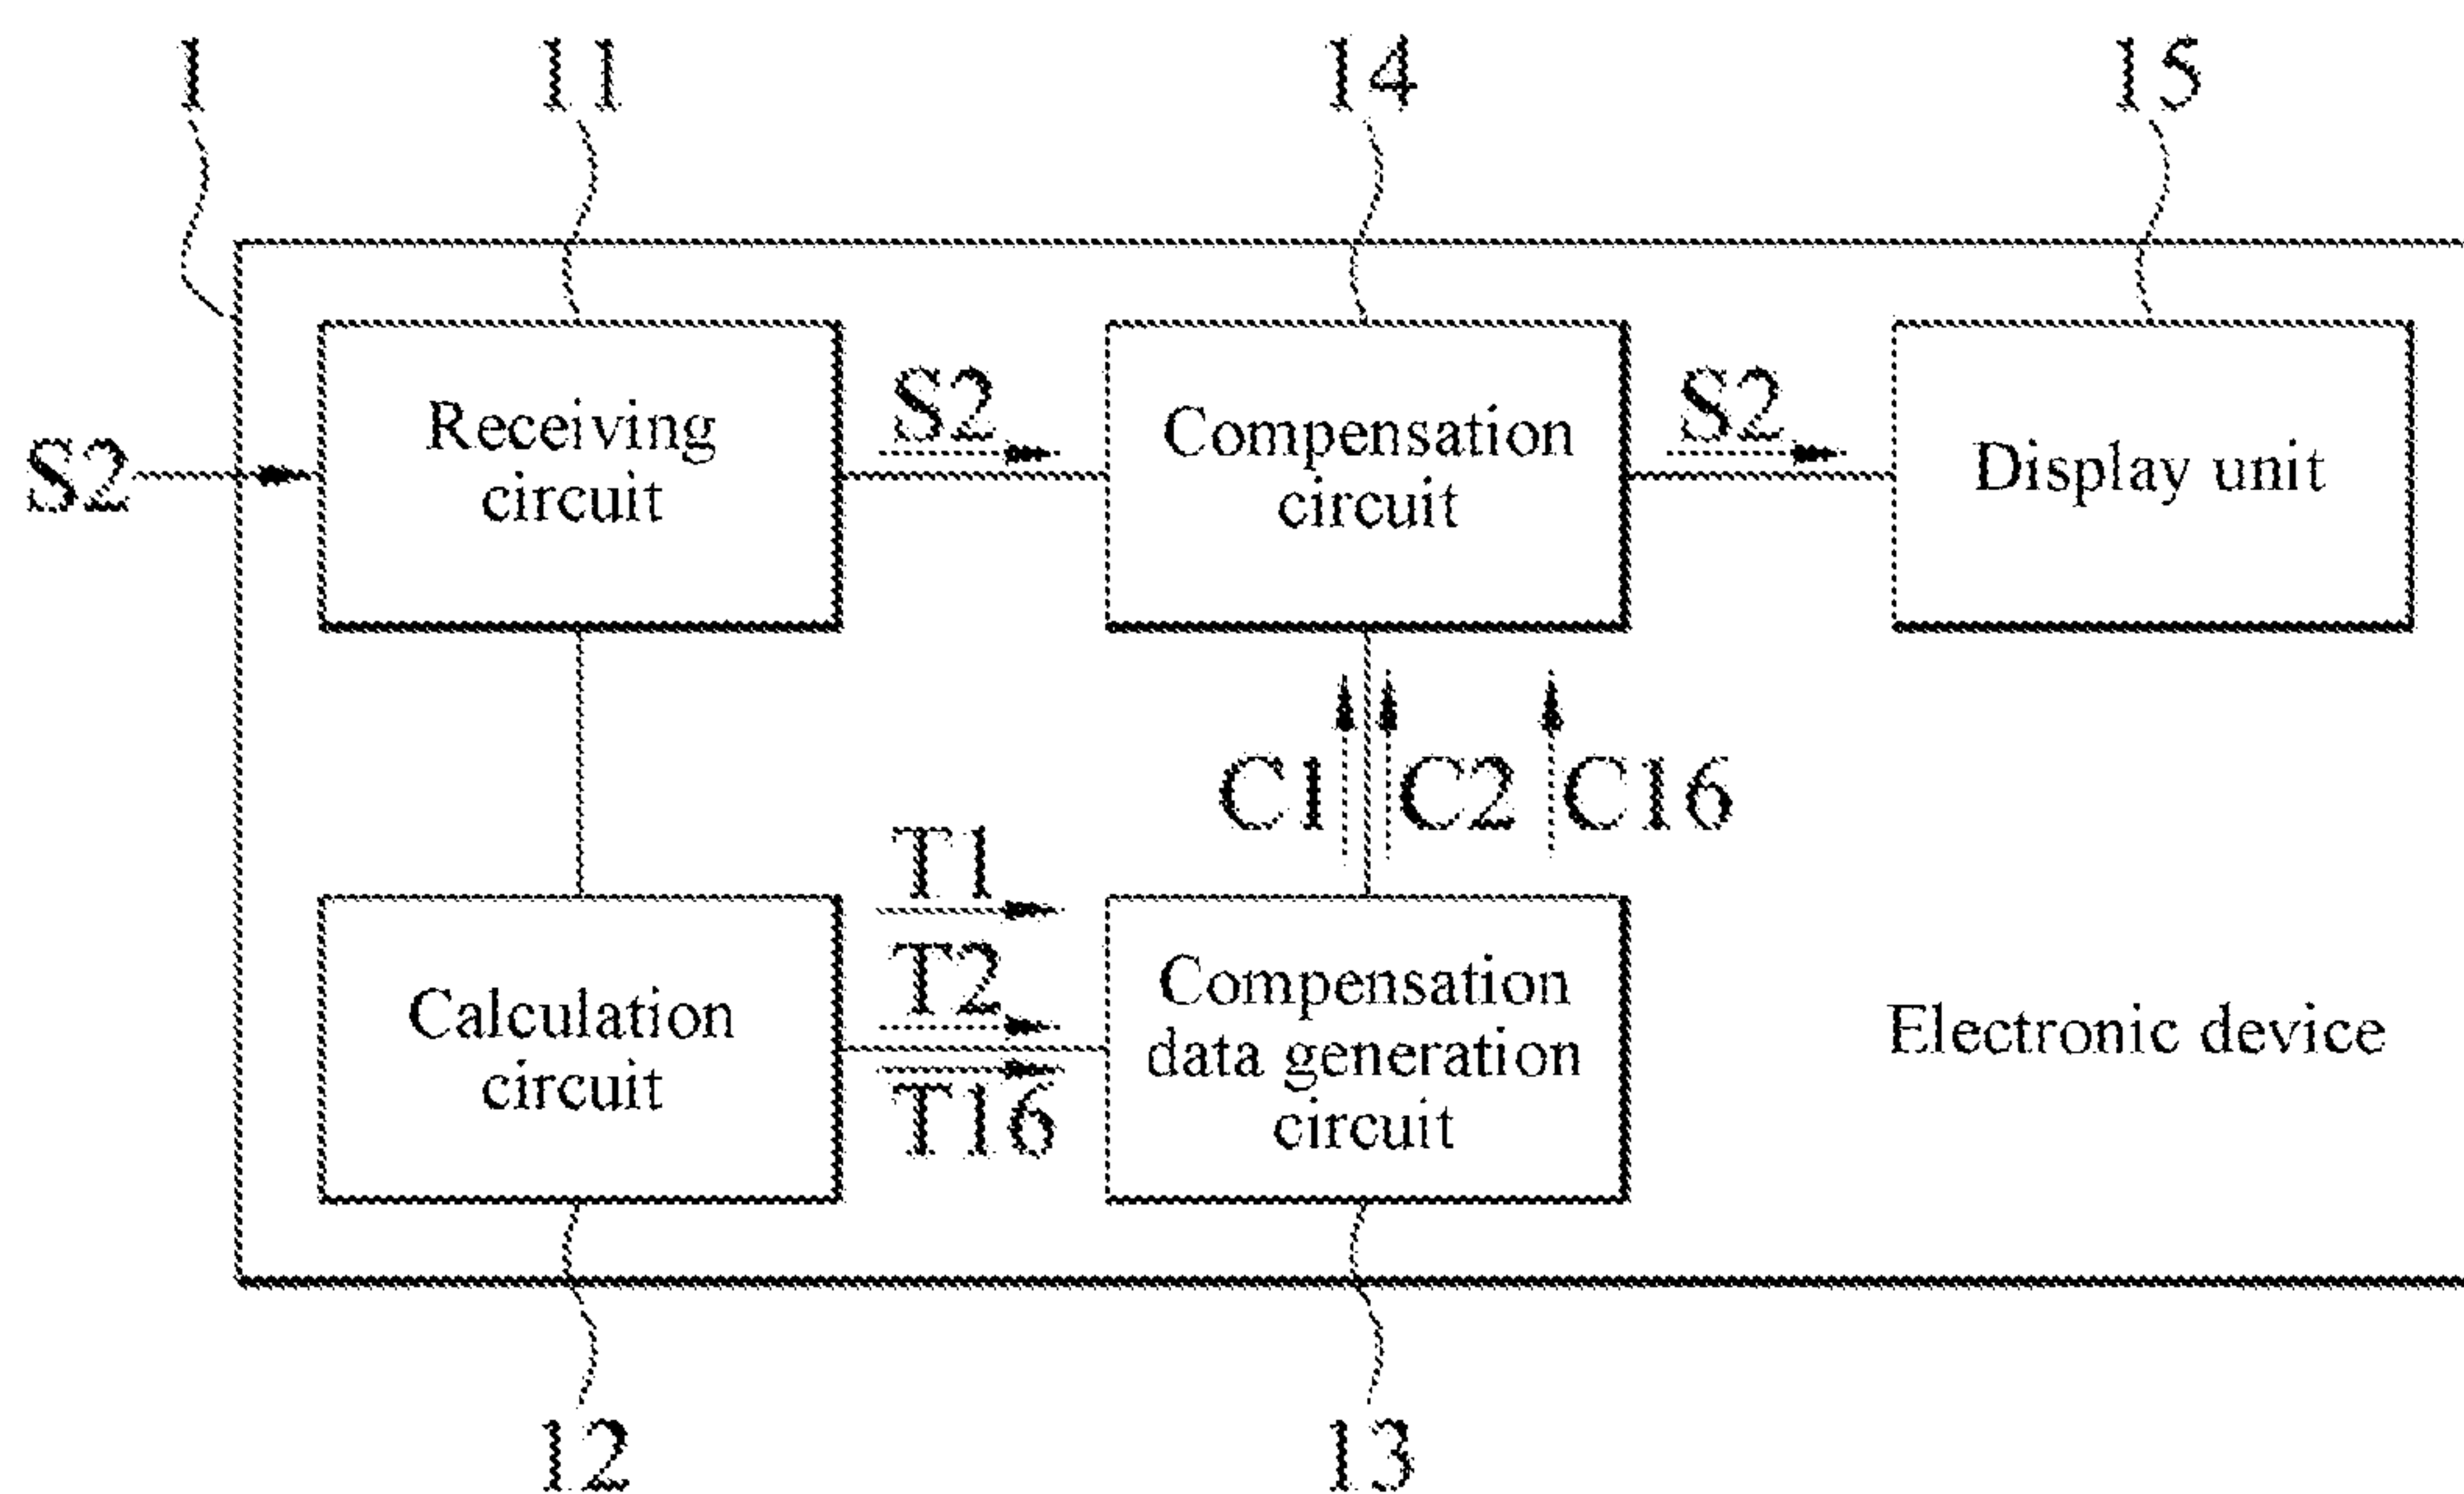 1
11
14
15
S2
Receiving
circuit
S2
Compensation
circuit
S2
Display unit
C1
C2
C16
T1
T2
T16
Calculation
circuit
Compensation
data generation
circuit
Electronic device
12
13